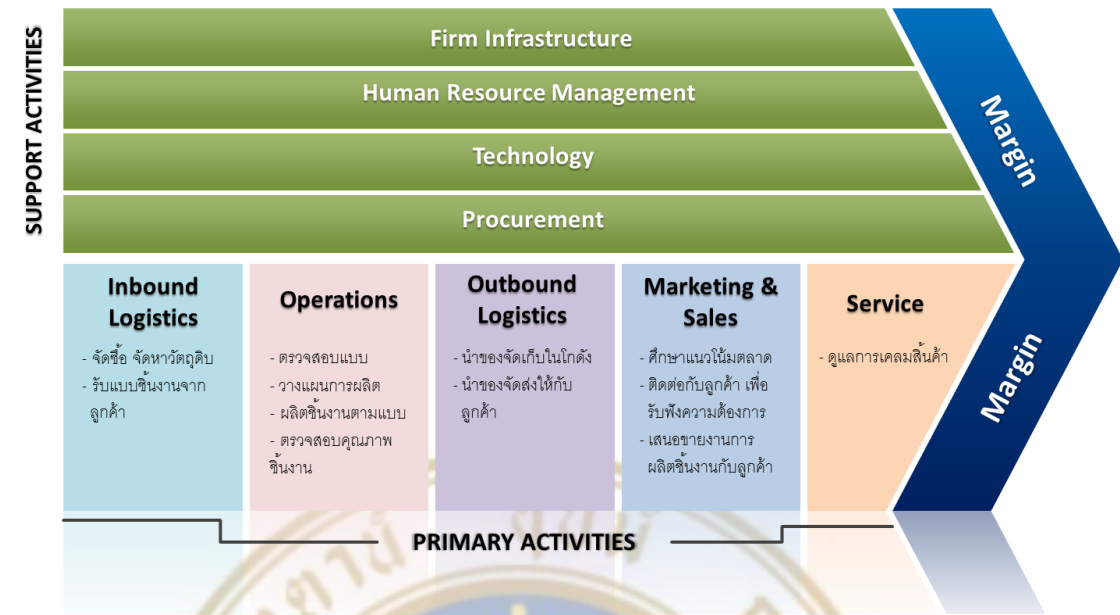 SUPPORT ACTIVITIES
Firm Infrastructure
Human Resource Management
Technology
Procurement
Margin
Margin
Inbound
Logistics
- จัดซื้อ จัดหาวัตถุดิบ
- รับแบบชิ้นงานจาก
ลูกค้า
Operations
- ตรวจสอบแบบ
- วางแผนการผลิต
- ผลิตชิ้นงานตามแบบ
- ตรวจสอบคุณภาพ
ชิ้นงาน
Outbound
Logistics
- นำของจัดเก็บในโกดัง
- นำของจัดส่งให้กับ
ลูกค้า
Marketing &
Sales
- ศึกษาแนวโน้มตลาด
- ติดต่อกับลูกค้า เพื่อ
รับฟังความต้องการ
- เสนอขายงานการ
ผลิตชิ้นงานกับลูกค้า
Service
- ดูแลการเคลมสินค้า
PRIMARY ACTIVITIES